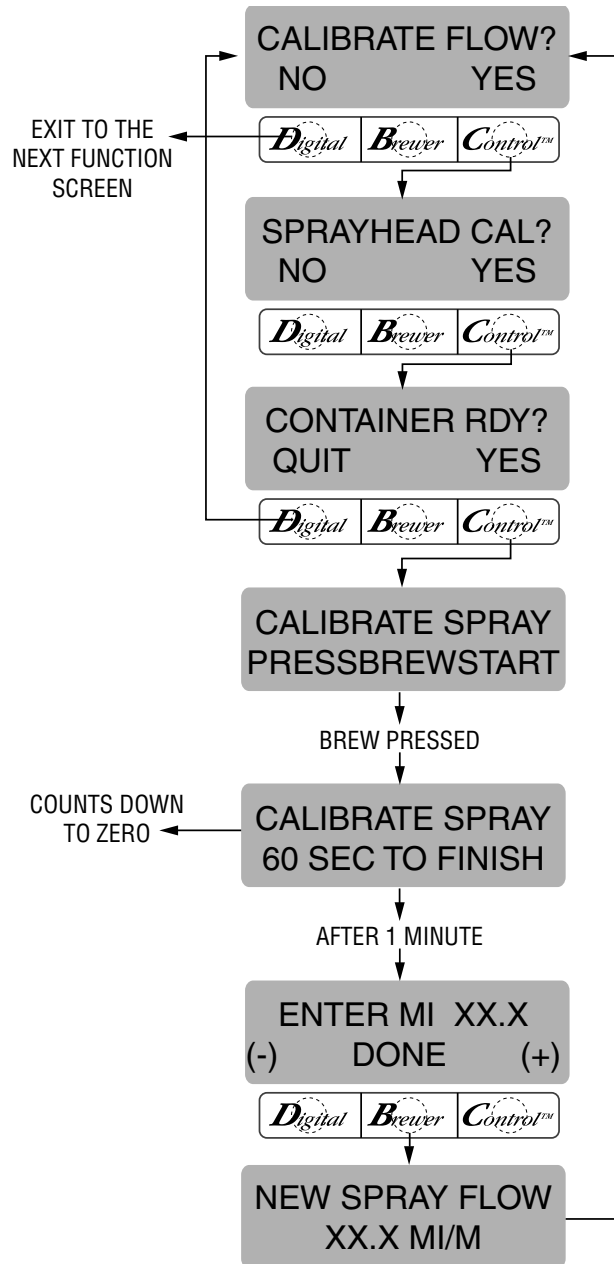 CALIBRATE FLOW?
NO YES
EXIT TO THE
NEXT FUNCTION
SCREEN
Digital Brewer Control™
SPRAYHEAD CAL?
NO YES
Digital Brewer Control™
CONTAINER RDY?
QUIT YES
Digital Brewer Control™
CALIBRATE SPRAY
PRESSBREWSTART
BREW PRESSED
COUNTS DOWN
TO ZERO
CALIBRATE SPRAY
60 SEC TO FINISH
AFTER 1 MINUTE
ENTER MI XX.X
(-) DONE (+)
Digital Brewer Control™
NEW SPRAY FLOW
XX.X MI/M